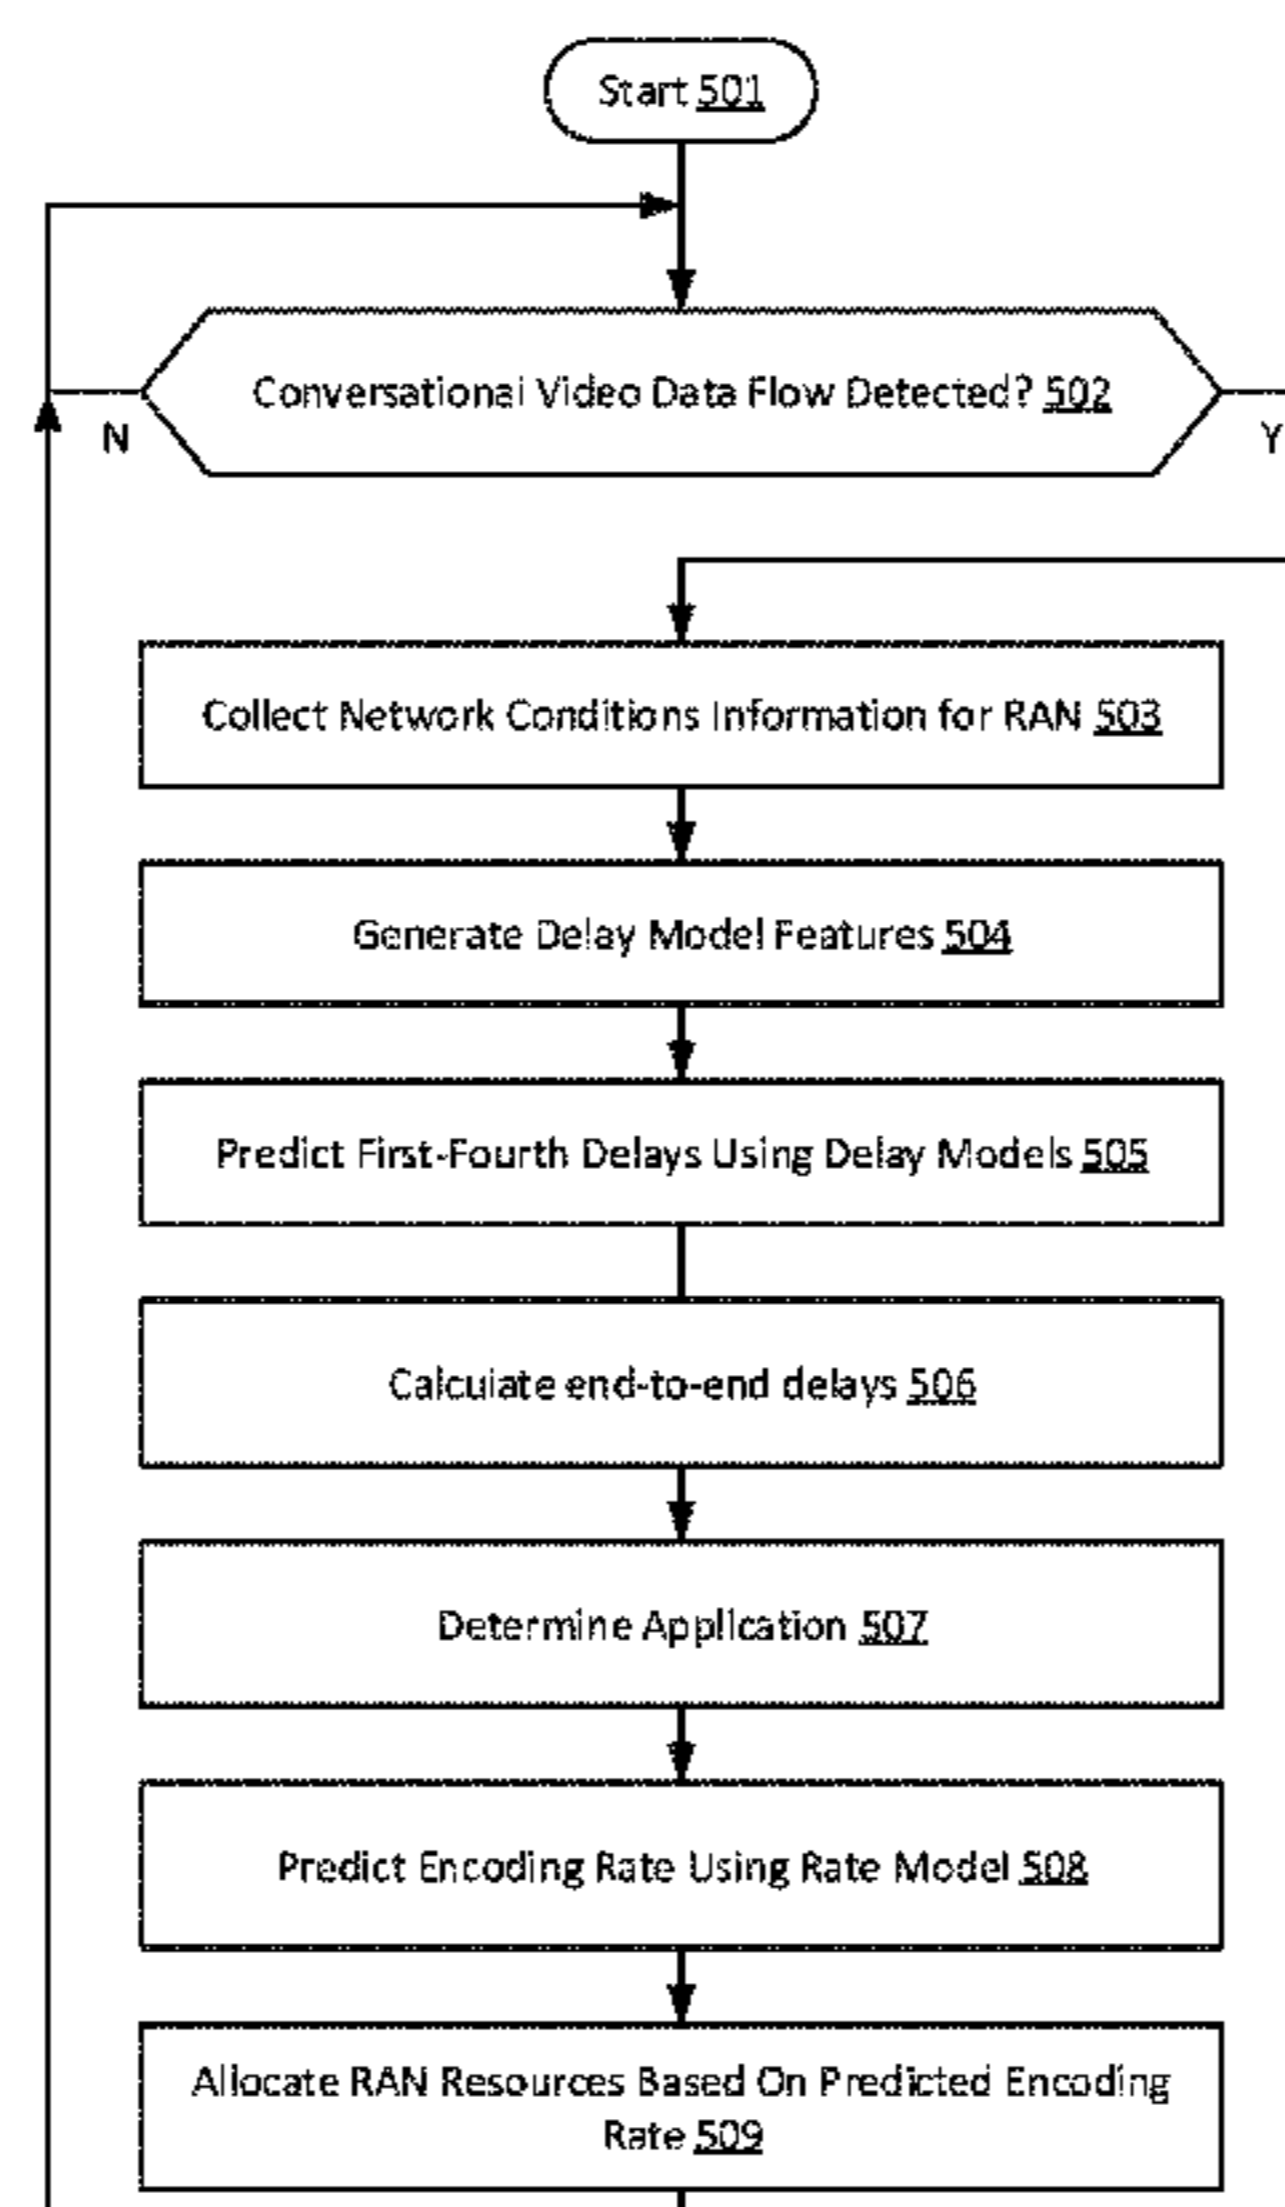 Start 501
Conversational Video Data Flow Detected? 502
N
Y
Collect Network Conditions Information for RAN 503
Generate Delay Model Features 504
Predict First-Fourth Delays Using Delay Models 505
Calculate end-to-end delays 506
Determine Application 507
Predict Encoding Rate Using Rate Model 508
Allocate RAN Resources Based On Predicted Encoding
Rate 509